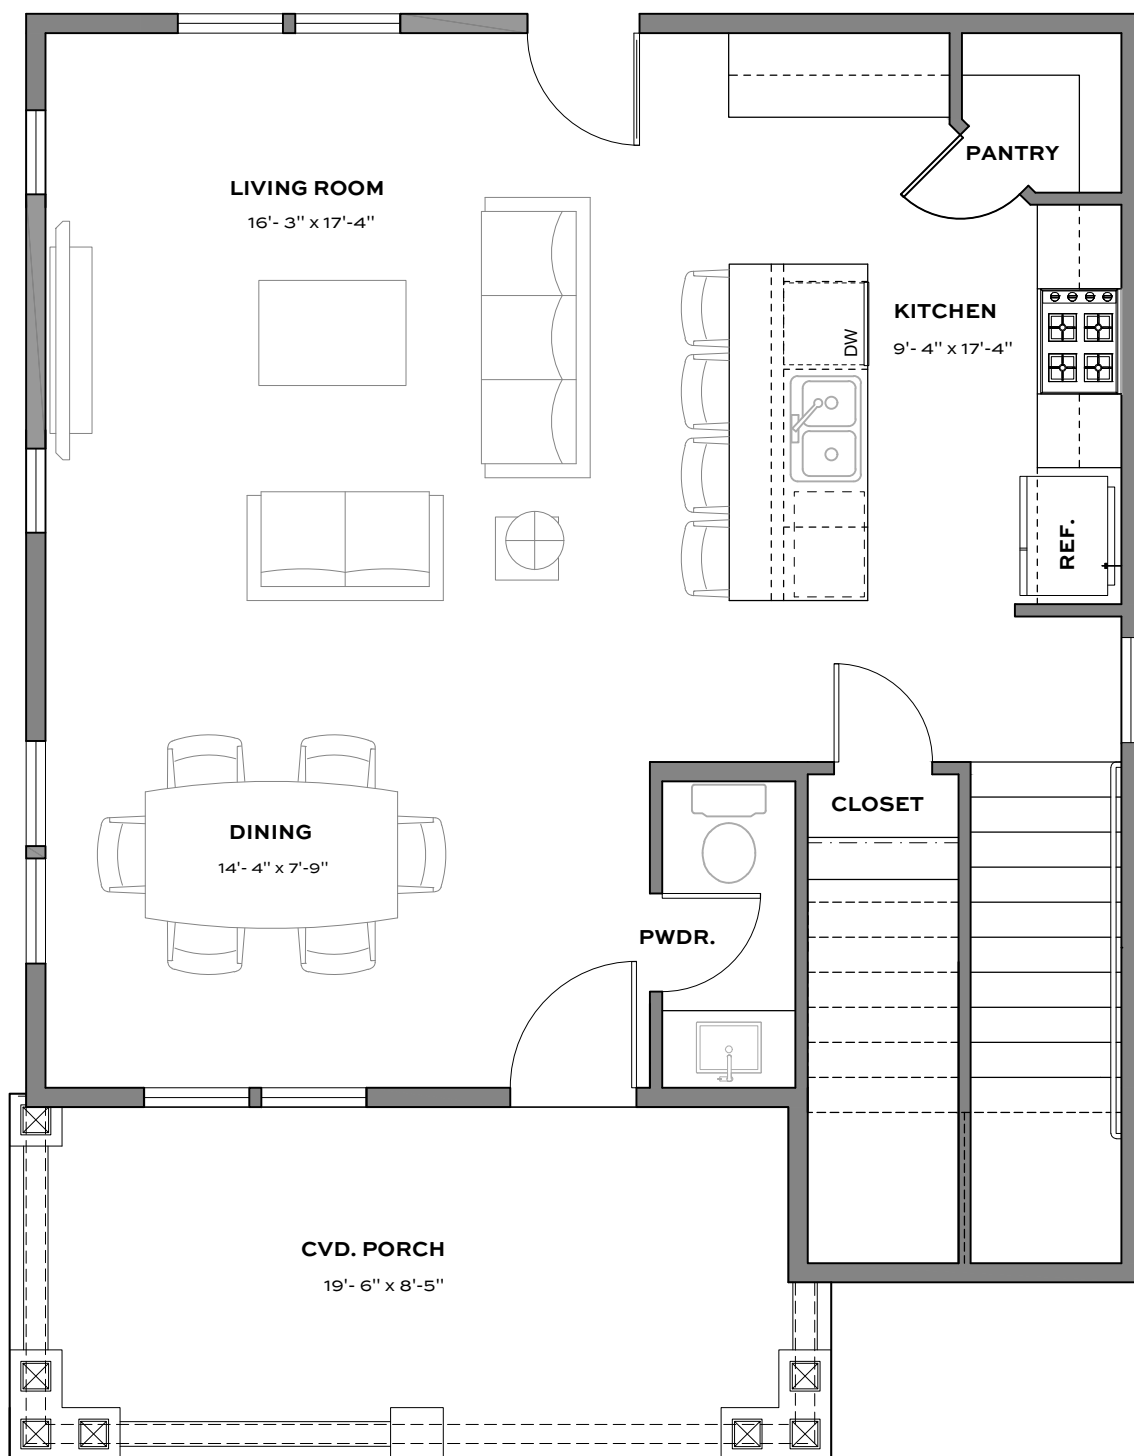 PANTRY
LIVING ROOM
16'- 3" x 17'-4"
KITCHEN
9'- 4" x 17'-4"
DW
REF.
CLOSET
DINING
14'- 4" x 7'-9"
PWDR.
CVD. PORCH
19'- 6" x 8'-5"